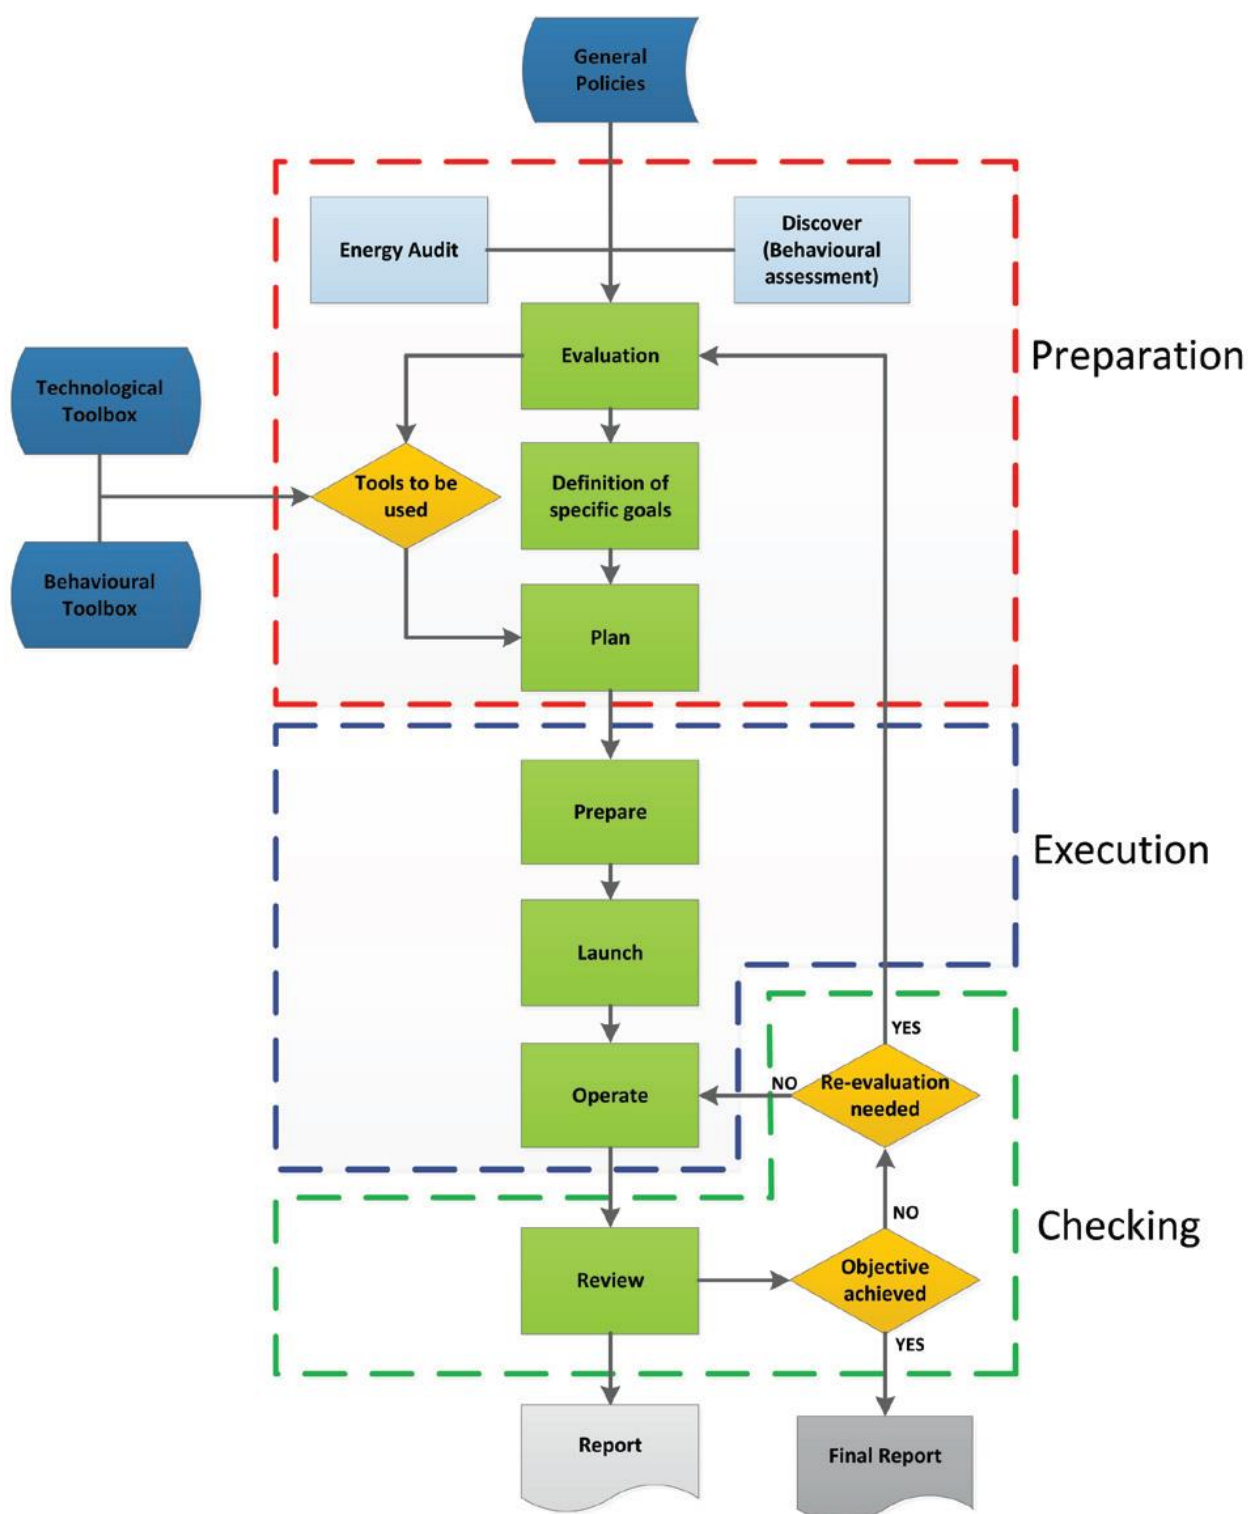 General
Policies
Energy Audit
Discover
(Behavioural
assessment)
Evaluation
Preparation
Technological
Toolbox
Tools to be
used
Definition of
specific goals
Behavioural
Toolbox
Plan
Prepare
Execution
Launch
YES
Operate
NO
Re-evaluation
needed
NO
Checking
Review
Objective
achieved
YES
Report
Final Report